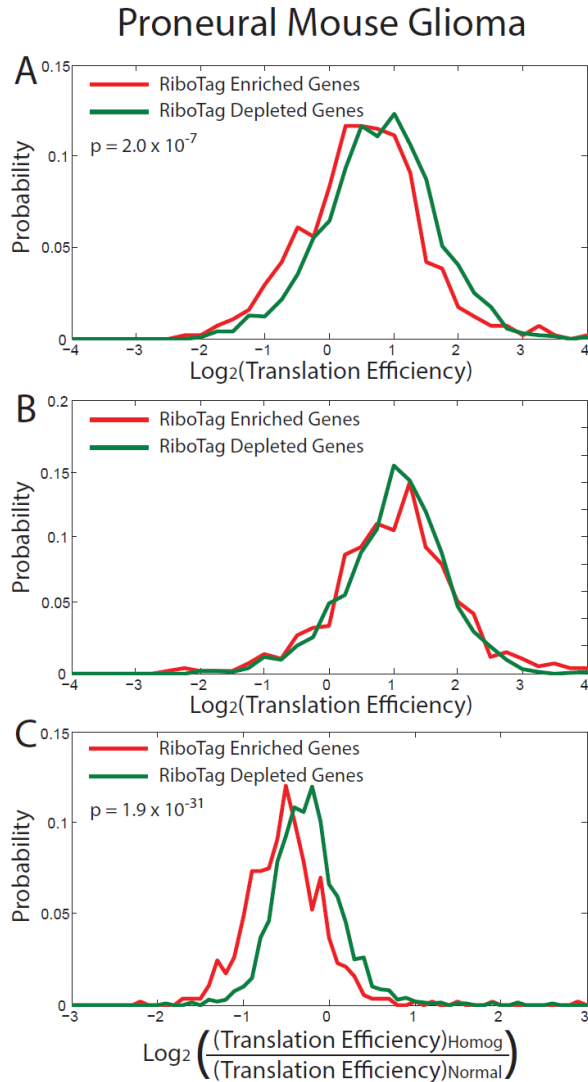 Proneural Mouse Glioma
A
RiboTag Enriched Genes
RiboTag Depleted Genes
p = 2.0 x 10⁻⁷
Probability
0.15
0.1
0.05
0
−4 −3 −2 −1 0 1 2 3 4
Log₂(Translation Efficiency)
B
RiboTag Enriched Genes
RiboTag Depleted Genes
Probability
0.2
0.15
0.1
0.05
0
−4 −3 −2 −1 0 1 2 3 4
Log₂(Translation Efficiency)
C
RiboTag Enriched Genes
RiboTag Depleted Genes
p = 1.9 x 10⁻³¹
Probability
0.15
0.1
0.05
0
−3 −2 −1 0 1 2 3
Log₂ ( (Translation Efficiency)Homog
(Translation Efficiency)Normal )